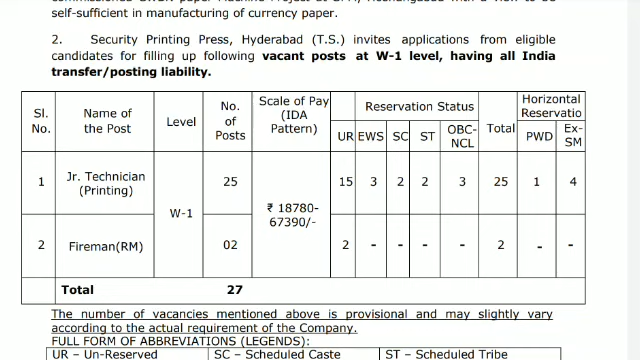 self-sufficient in manufacturing of currency paper.
2. Security Printing Press, Hyderabad (T.S.) invites applications from eligible
candidates for filling up following vacant posts at W-1 level, having all India
transfer/posting liability.
Sl. No. Name of the Post Level No. of Posts Scale of Pay (IDA Pattern) Reservation Status Total Horizontal Reservatio
UR EWS SC ST OBC-NCL PWD Ex-SM
1 Jr. Technician (Printing) W-1 25 ₹ 18780-67390/- 15 3 2 2 3 25 1 4
2 Fireman(RM) 02 2 - - - - 2 - -
Total 27
The number of vacancies mentioned above is provisional and may slightly vary
according to the actual requirement of the Company.
FULL FORM OF ABBREVIATIONS (LEGENDS):
UR – Un-Reserved SC – Scheduled Caste ST – Scheduled Tribe